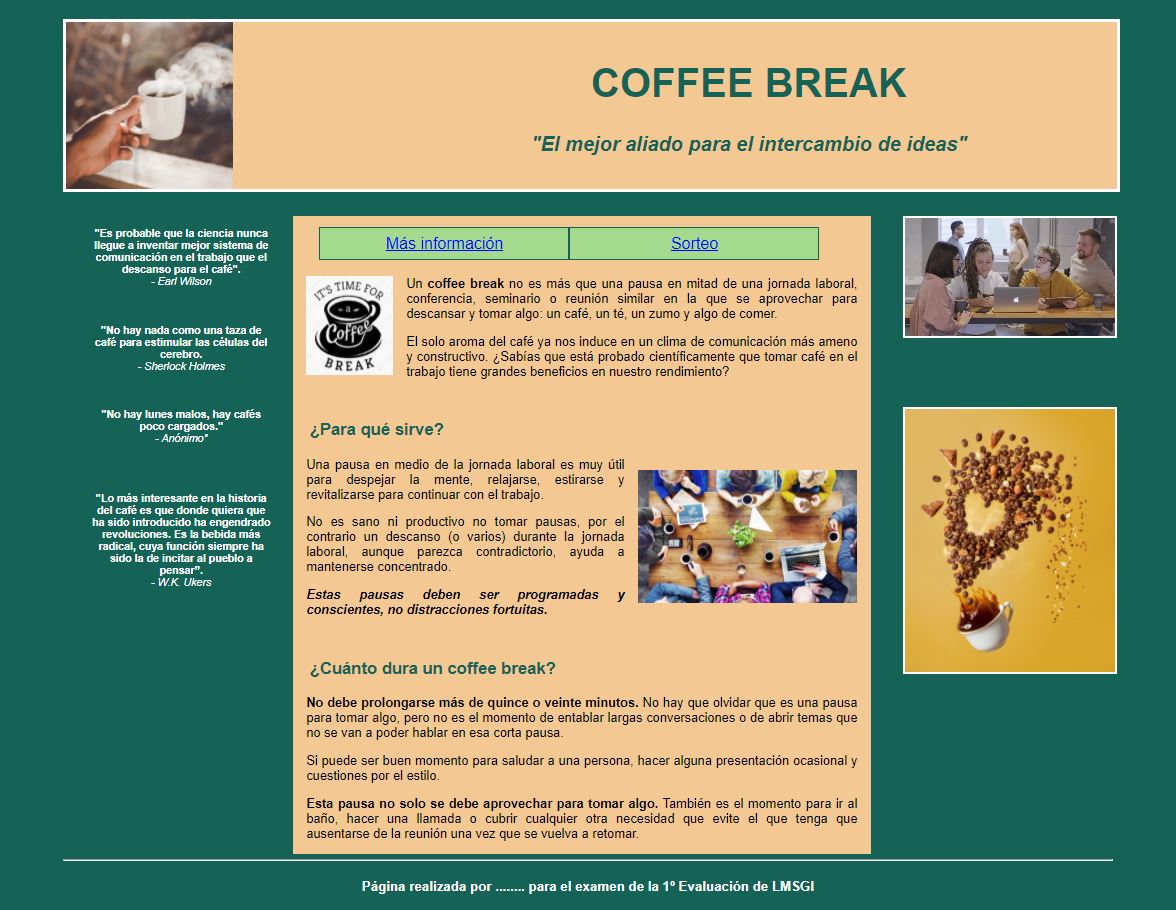 COFFEE BREAK
"El mejor aliado para el intercambio de ideas"
"Es probable que la ciencia nunca
llegue a inventar mejor sistema de
comunicación en el trabajo que el
descanso para el café".
- Earl Wilson
"No hay nada como una taza de
café para estimular las células del
cerebro.
- Sherlock Holmes
"No hay lunes malos, hay cafés
poco cargados."
- Anónimo"
"Lo más interesante en la historia
del café es que donde quiera que
ha sido introducido ha engendrado
revoluciones. Es la bebida más
radical, cuya función siempre ha
sido la de incitar al pueblo a
pensar".
- W.K. Ukers
Más información
Sorteo
IT'S TIME FOR
a
Coffee
BREAK
Un coffee break no es más que una pausa en mitad de una jornada laboral,
conferencia, seminario o reunión similar en la que se aprovechar para
descansar y tomar algo: un café, un té, un zumo y algo de comer.
El solo aroma del café ya nos induce en un clima de comunicación más ameno
y constructivo. ¿Sabías que está probado científicamente que tomar café en el
trabajo tiene grandes beneficios en nuestro rendimiento?
¿Para qué sirve?
Una pausa en medio de la jornada laboral es muy útil
para despejar la mente, relajarse, estirarse y
revitalizarse para continuar con el trabajo.
No es sano ni productivo no tomar pausas, por el
contrario un descanso (o varios) durante la jornada
laboral, aunque parezca contradictorio, ayuda a
mantenerse concentrado.
Estas pausas deben ser programadas y
conscientes, no distracciones fortuitas.
¿Cuánto dura un coffee break?
No debe prolongarse más de quince o veinte minutos. No hay que olvidar que es una pausa
para tomar algo, pero no es el momento de entablar largas conversaciones o de abrir temas que
no se van a poder hablar en esa corta pausa.
Si puede ser buen momento para saludar a una persona, hacer alguna presentación ocasional y
cuestiones por el estilo.
Esta pausa no solo se debe aprovechar para tomar algo. También es el momento para ir al
baño, hacer una llamada o cubrir cualquier otra necesidad que evite el que tenga que
ausentarse de la reunión una vez que se vuelva a retomar.
Página realizada por ........ para el examen de la 1º Evaluación de LMSGI